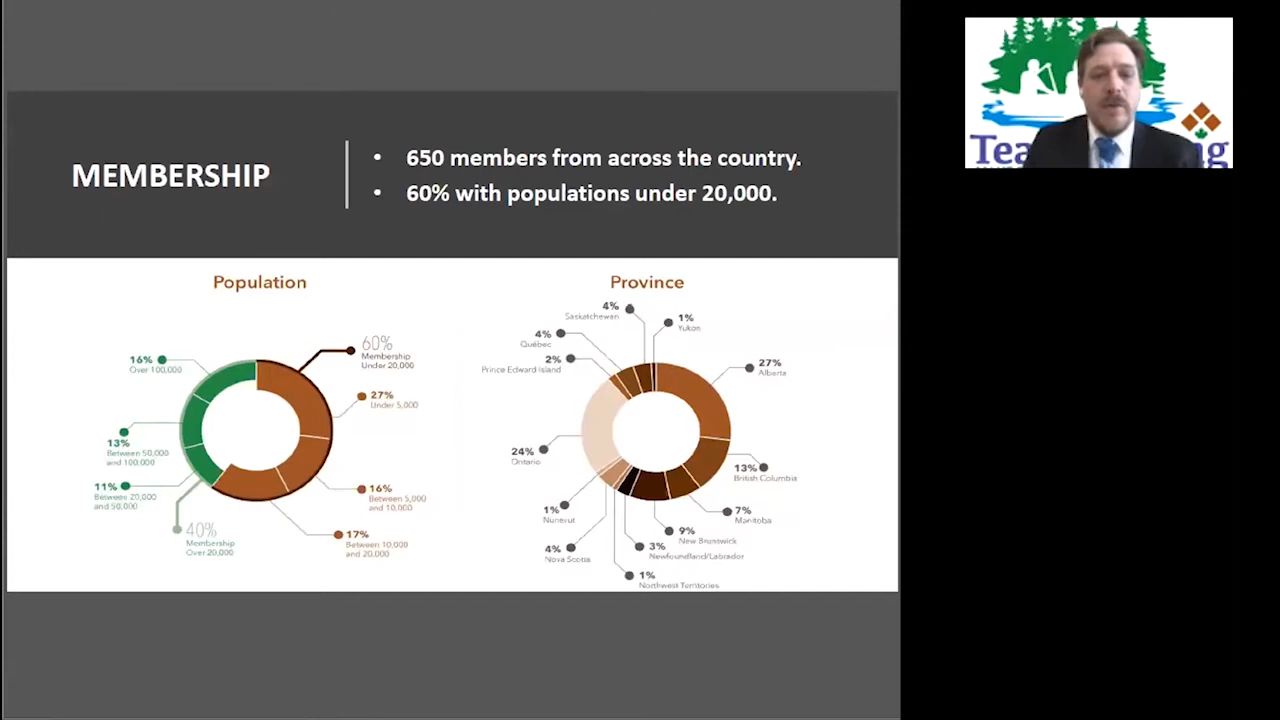 MEMBERSHIP
• 650 members from across the country.
• 60% with populations under 20,000.
Population
60%
Membership
Under 20,000
16%
Over 100,000
27%
Under 5,000
13%
Between 50,000
and 100,000
11%
Between 20,000
and 50,000
16%
Between 5,000
and 10,000
40%
Membership
Over 20,000
17%
Between 10,000
and 20,000
Province
4%
Saskatchewan
1%
Yukon
4%
Québec
2%
Prince Edward Island
27%
Alberta
24%
Ontario
13%
British Columbia
7%
Manitoba
1%
Nunavut
9%
New Brunswick
4%
Nova Scotia
3%
Newfoundland/Labrador
1%
Northwest Territories